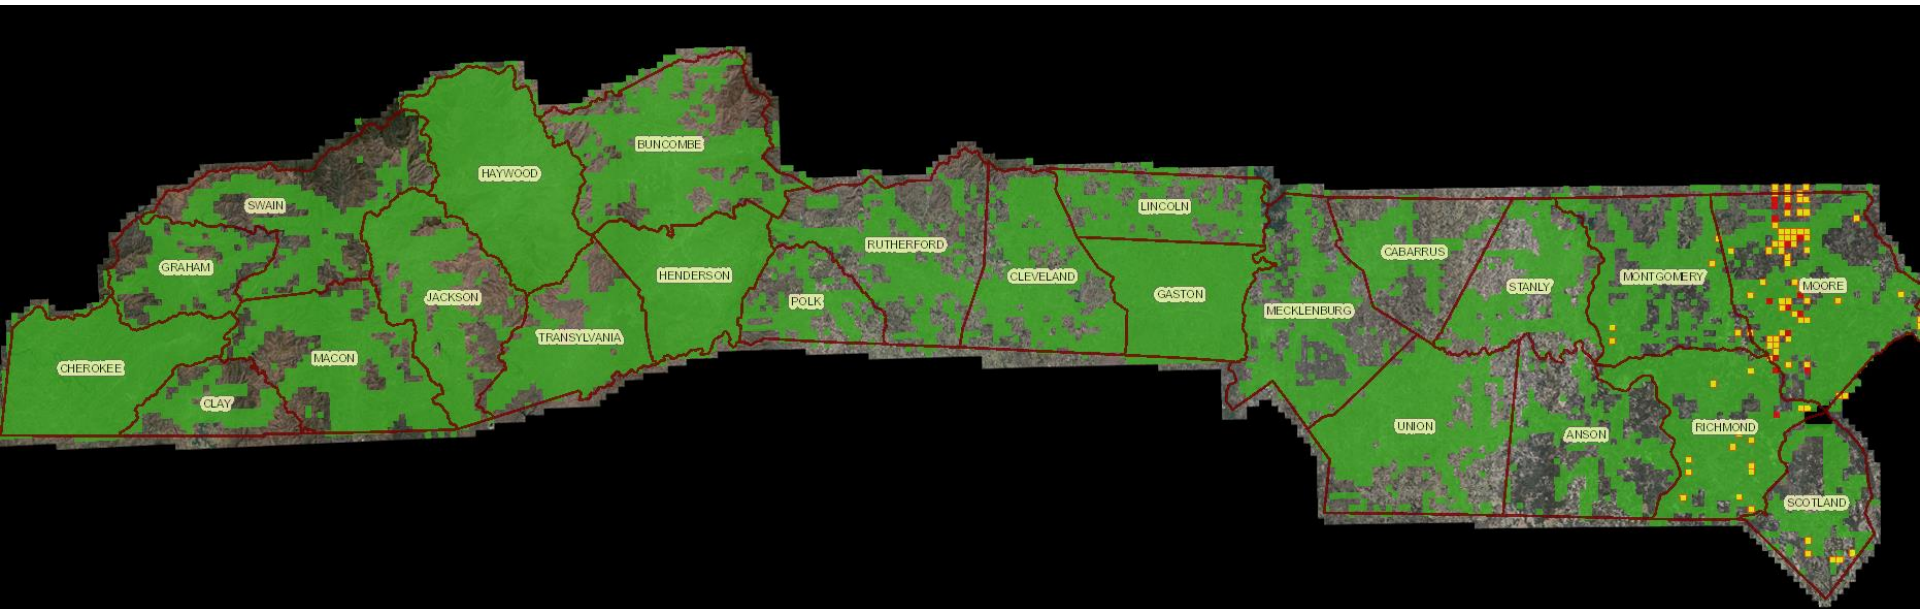 BUNCOMBE
HAYWOOD
SWAIN
LINCOLN
RUTHERFORD
CABARRUS
GRAHAM
HENDERSON
CLEVELAND
MONTGOMERY
STANLY
MOORE
JACKSON
POLK
GASTON
MECKLENBURG
TRANSYLVANIA
MACON
CHEROKEE
CLAY
UNION
ANSON
RICHMOND
SCOTLAND